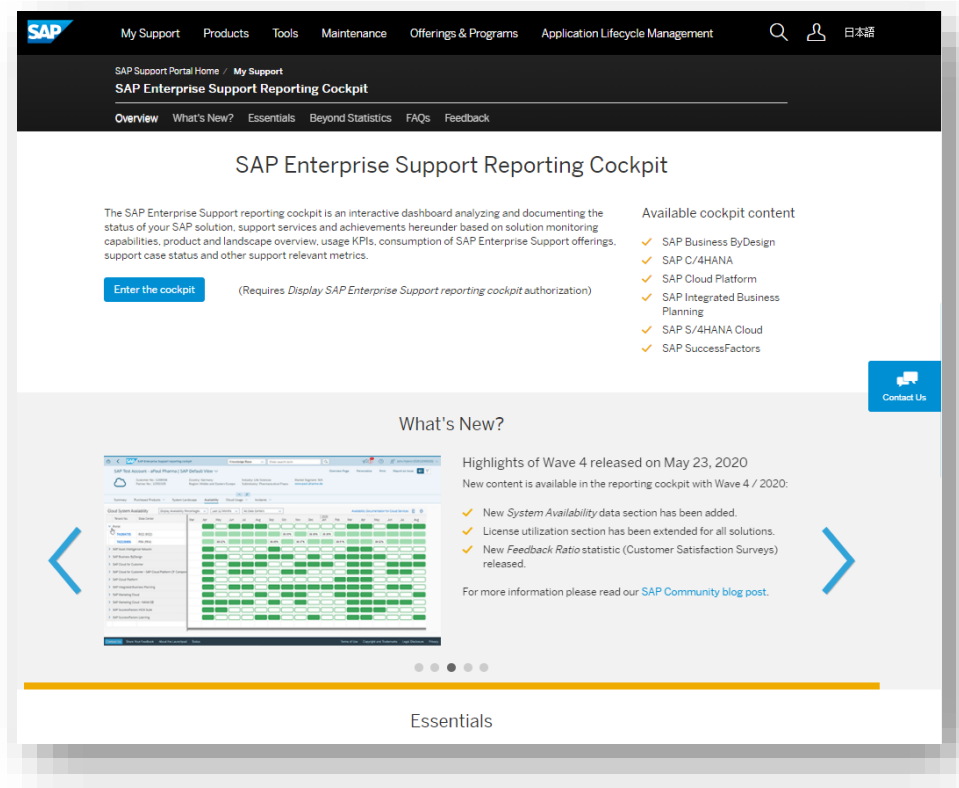 SAP
My Support Products Tools Maintenance Offerings & Programs Application Lifecycle Management 日本語
SAP Support Portal Home / My Support
SAP Enterprise Support Reporting Cockpit
Overview What's New? Essentials Beyond Statistics FAQs Feedback
SAP Enterprise Support Reporting Cockpit
The SAP Enterprise Support reporting cockpit is an interactive dashboard analyzing and documenting the
status of your SAP solution, support services and achievements hereunder based on solution monitoring
capabilities, product and landscape overview, usage KPIs, consumption of SAP Enterprise Support offerings,
support case status and other support relevant metrics.
Enter the cockpit (Requires Display SAP Enterprise Support reporting cockpit authorization)
Available cockpit content
SAP Business ByDesign
SAP C/4HANA
SAP Cloud Platform
SAP Integrated Business
Planning
SAP S/4HANA Cloud
SAP SuccessFactors
Contact Us
What's New?
Cloud System Availability
Highlights of Wave 4 released on May 23, 2020
New content is available in the reporting cockpit with Wave 4 / 2020:
New System Availability data section has been added.
License utilization section has been extended for all solutions.
New Feedback Ratio statistic (Customer Satisfaction Surveys)
released.
For more information please read our SAP Community blog post.
Essentials